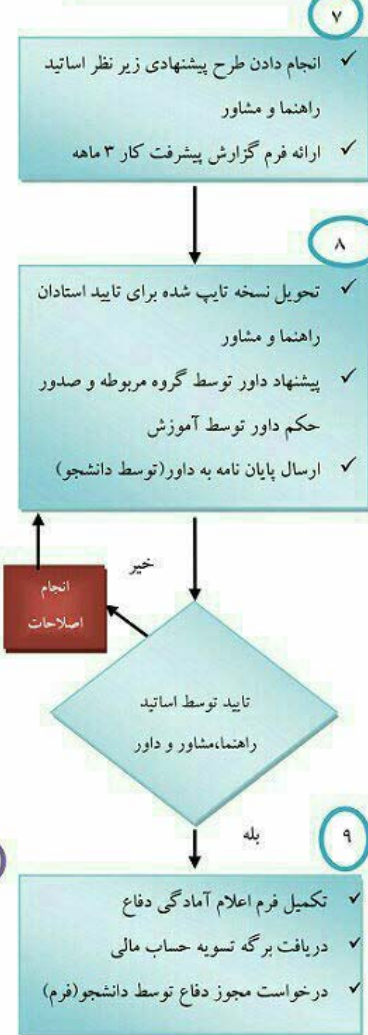 ۷
✓ انجام دادن طرح پیشنهادی زیر نظر اساتید
راهنما و مشاور
✓ ارائه فرم گزارش پیشرفت کار ۳ ماهه
۸
✓ تحویل نسخه تایپ شده برای تایید استادان
راهنما و مشاور
✓ پیشنهاد داور توسط گروه مربوطه و صدور
حکم داور توسط آموزش
✓ ارسال پایان نامه به داور(توسط دانشجو)
خیر
انجام
اصلاحات
تایید توسط اساتید
راهنما،مشاور و داور
بله
۹
✓ تکمیل فرم اعلام آمادگی دفاع
✓ دریافت برگه تسویه حساب مالی
✓ درخواست مجوز دفاع توسط دانشجو(فرم)